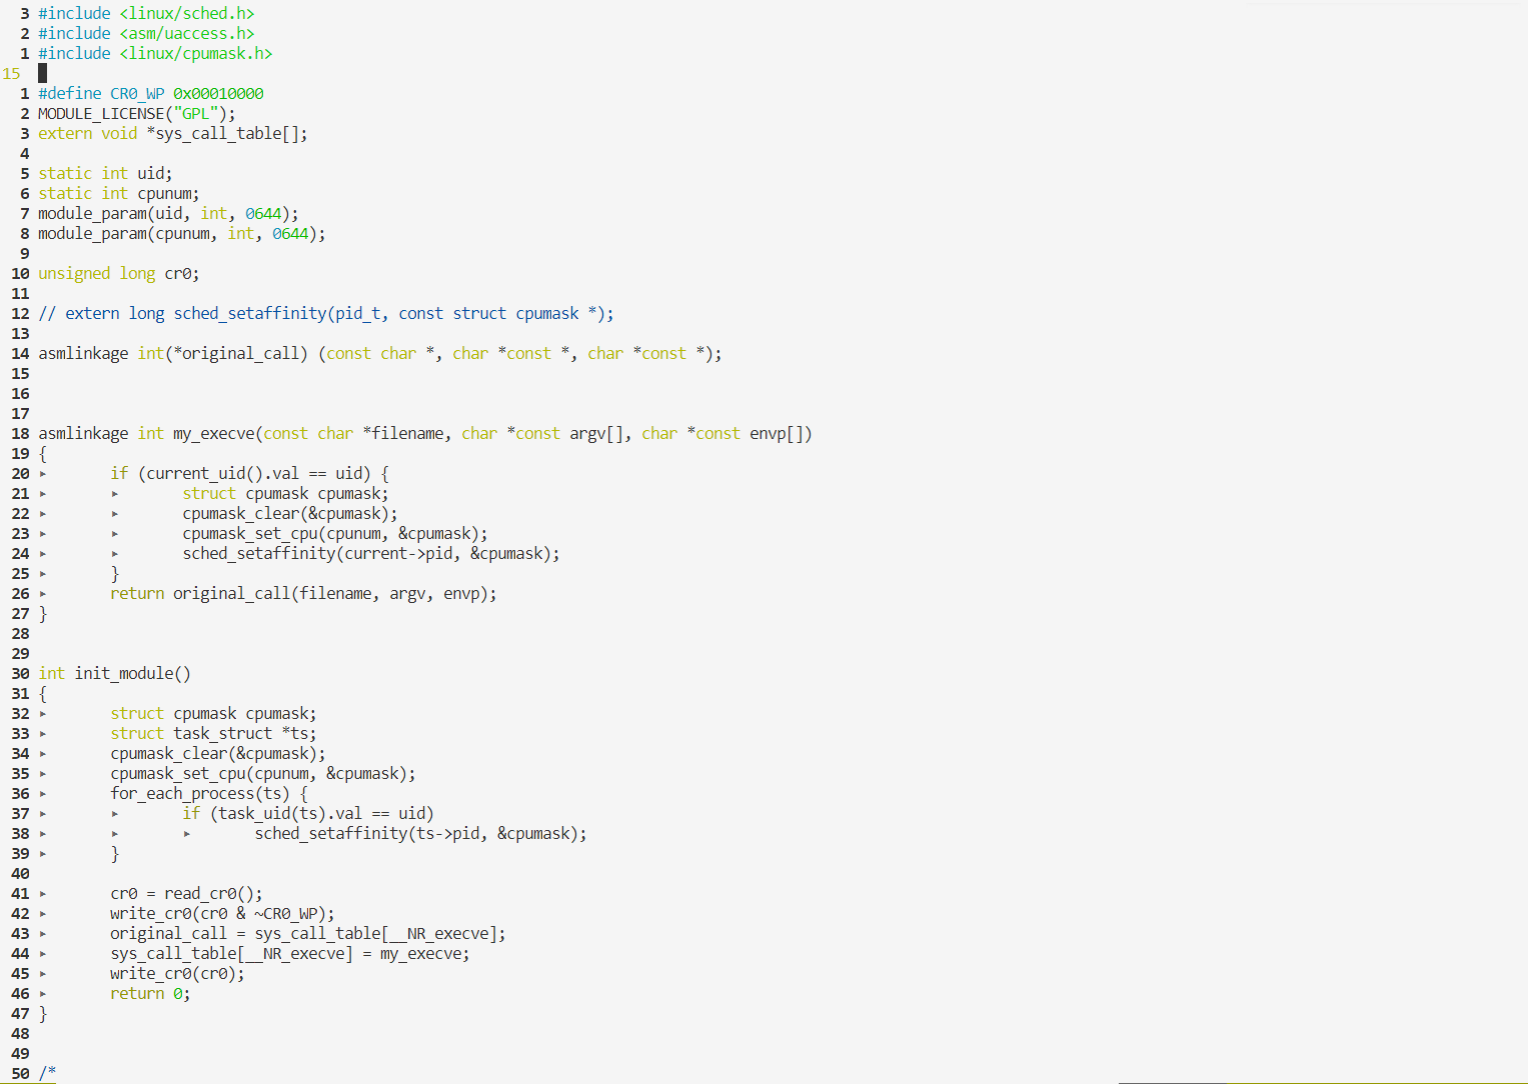 3 #include <linux/sched.h>
2 #include <asm/uaccess.h>
1 #include <linux/cpumask.h>
15
1 #define CR0_WP 0x00010000
2 MODULE_LICENSE("GPL");
3 extern void *sys_call_table[];
4
5 static int uid;
6 static int cpunum;
7 module_param(uid, int, 0644);
8 module_param(cpunum, int, 0644);
9
10 unsigned long cr0;
11
12 // extern long sched_setaffinity(pid_t, const struct cpumask *);
13
14 asmlinkage int(*original_call) (const char *, char *const *, char *const *);
15
16
17
18 asmlinkage int my_execve(const char *filename, char *const argv[], char *const envp[])
19 {
20 ▸ if (current_uid().val == uid) {
21 ▸ ▸ struct cpumask cpumask;
22 ▸ ▸ cpumask_clear(&cpumask);
23 ▸ ▸ cpumask_set_cpu(cpunum, &cpumask);
24 ▸ ▸ sched_setaffinity(current->pid, &cpumask);
25 ▸ }
26 ▸ return original_call(filename, argv, envp);
27 }
28
29
30 int init_module()
31 {
32 ▸ struct cpumask cpumask;
33 ▸ struct task_struct *ts;
34 ▸ cpumask_clear(&cpumask);
35 ▸ cpumask_set_cpu(cpunum, &cpumask);
36 ▸ for_each_process(ts) {
37 ▸ ▸ if (task_uid(ts).val == uid)
38 ▸ ▸ ▸ sched_setaffinity(ts->pid, &cpumask);
39 ▸ }
40
41 ▸ cr0 = read_cr0();
42 ▸ write_cr0(cr0 & ~CR0_WP);
43 ▸ original_call = sys_call_table[__NR_execve];
44 ▸ sys_call_table[__NR_execve] = my_execve;
45 ▸ write_cr0(cr0);
46 ▸ return 0;
47 }
48
49
50 /*